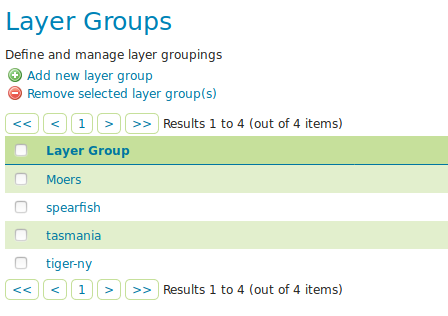 Layer Groups
Define and manage layer groupings
Add new layer group
Remove selected layer group(s)
<< < 1 > >> Results 1 to 4 (out of 4 items)
Layer Group
Moers
spearfish
tasmania
tiger-ny
<< < 1 > >> Results 1 to 4 (out of 4 items)